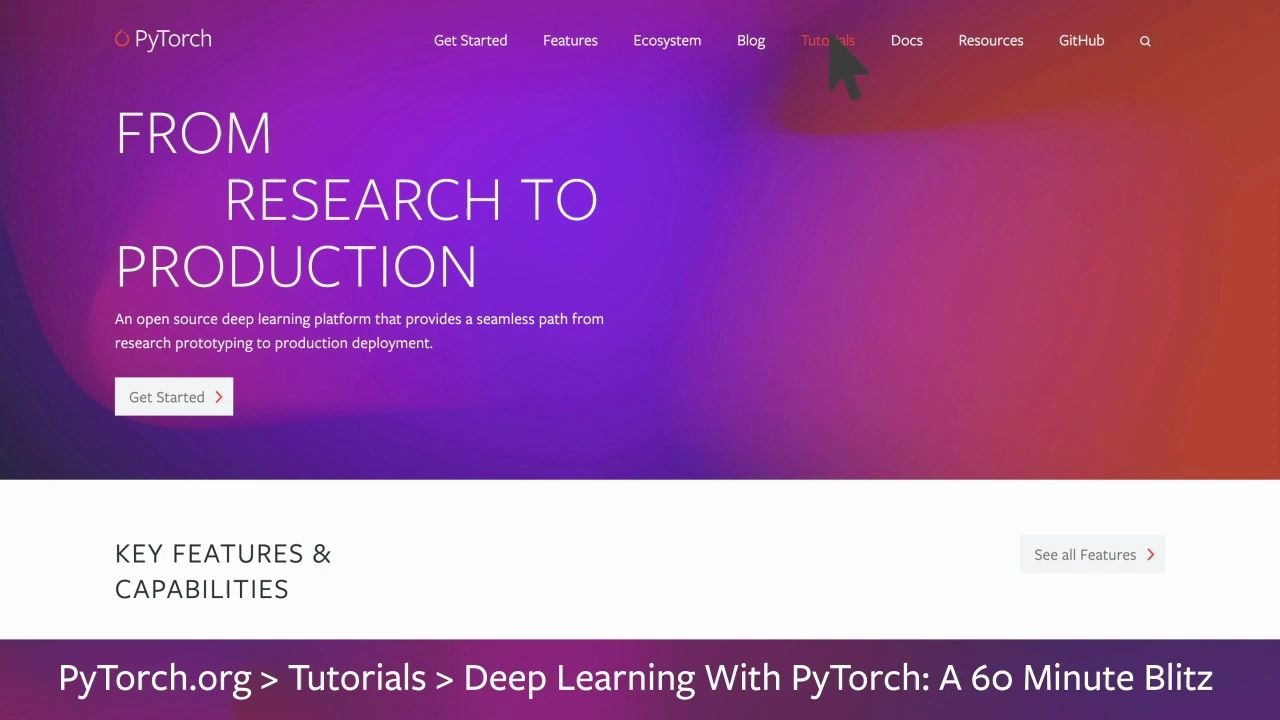 PyTorch
Get Started Features Ecosystem Blog Tutorials Docs Resources GitHub
FROM
RESEARCH TO
PRODUCTION
An open source deep learning platform that provides a seamless path from
research prototyping to production deployment.
Get Started
KEY FEATURES &
CAPABILITIES
See all Features
PyTorch.org > Tutorials > Deep Learning With PyTorch: A 60 Minute Blitz